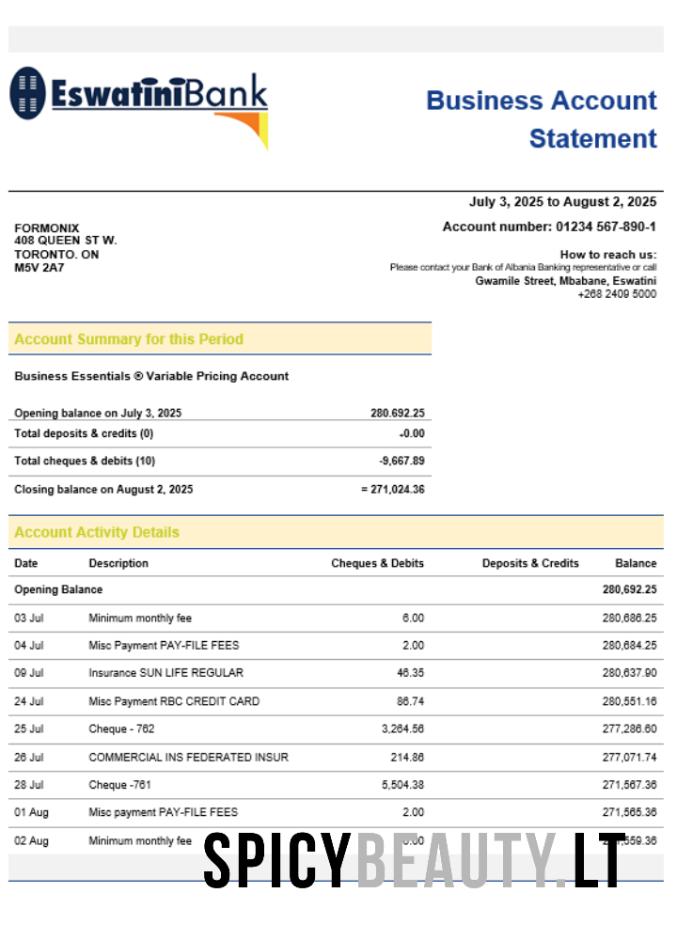 EswatiniBank
Business Account
Statement
July 3, 2025 to August 2, 2025
Account number: 01234 567-890-1
FORMONIX
408 QUEEN ST W.
TORONTO. ON
M5V 2A7
How to reach us:
Please contact your Bank of Albania Banking representative or call
Gwamile Street, Mbabane, Eswatini
+268 2409 5000
Account Summary for this Period
Business Essentials ® Variable Pricing Account
Opening balance on July 3, 2025 280.692.25
Total deposits & credits (0) -0.00
Total cheques & debits (10) -9,667.89
Closing balance on August 2, 2025 = 271,024.36
Account Activity Details
Date Description Cheques & Debits Deposits & Credits Balance
Opening Balance 280,692.25
03 Jul Minimum monthly fee 6.00 280,686.25
04 Jul Misc Payment PAY-FILE FEES 2.00 280,684.25
09 Jul Insurance SUN LIFE REGULAR 46.35 280,637.90
24 Jul Misc Payment RBC CREDIT CARD 86.74 280,551.16
25 Jul Cheque - 762 3,264.56 277,286.60
26 Jul COMMERCIAL INS FEDERATED INSUR 214.86 277,071.74
28 Jul Cheque -761 5,504.38 271,567.36
01 Aug Misc payment PAY-FILE FEES 2.00 271,565.36
02 Aug Minimum monthly fee
SPICYBEAUTY.LT